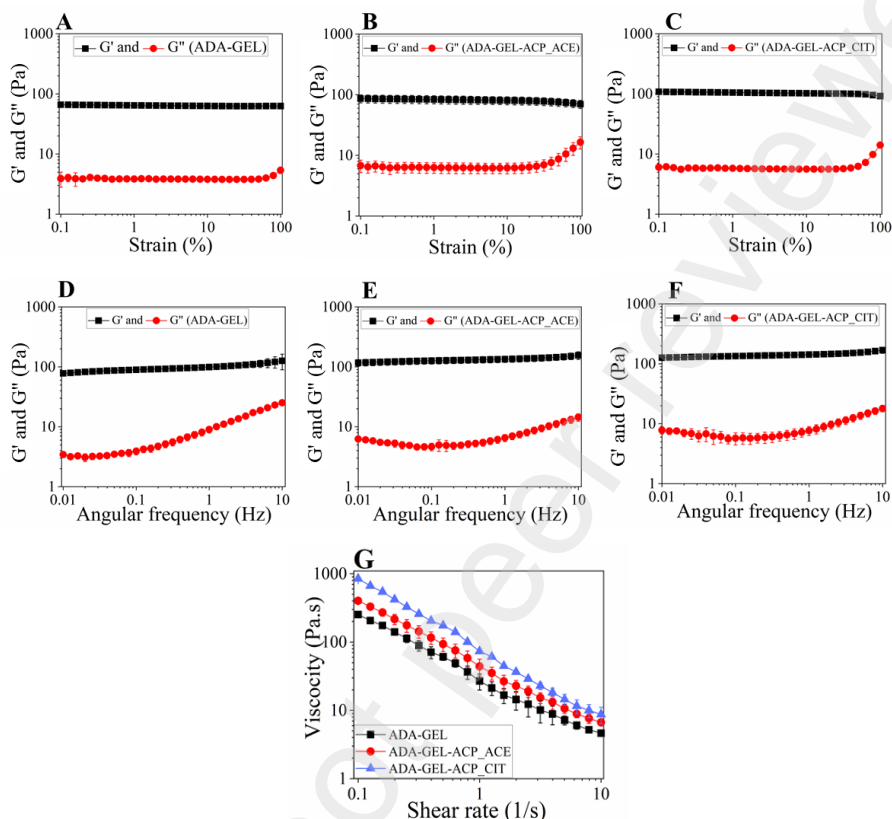 A
B
C
G' and G'' (ADA-GEL)
G' and G'' (ADA-GEL-ACP_ACE)
G' and G'' (ADA-GEL-ACP_CIT)
G' and G'' (Pa)
G' and G'' (Pa)
G' and G'' (Pa)
1000
100
10
1
1000
100
10
1
1000
100
10
1
0.1 1 10 100
0.1 1 10 100
0.1 1 10 100
Strain (%)
Strain (%)
Strain (%)
D
E
F
G' and G'' (ADA-GEL)
G' and G'' (ADA-GEL-ACP_ACE)
G' and G'' (ADA-GEL-ACP_CIT)
G' and G'' (Pa)
G' and G'' (Pa)
G' and G'' (Pa)
1000
100
10
1
1000
100
10
1
1000
100
10
1
0.01 0.1 1 10
0.01 0.1 1 10
0.01 0.1 1 10
Angular frequency (Hz)
Angular frequency (Hz)
Angular frequency (Hz)
G
Viscocity (Pa.s)
1000
100
10
1
ADA-GEL
ADA-GEL-ACP_ACE
ADA-GEL-ACP_CIT
0.1 1 10
Shear rate (1/s)
ot peer reviewe